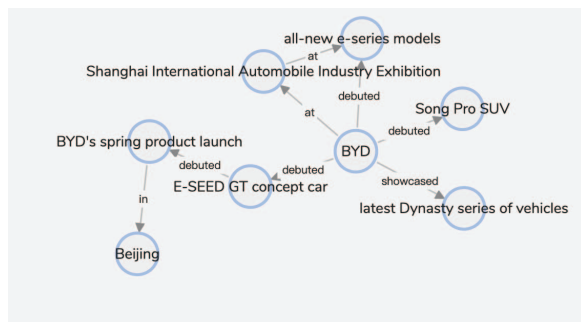 all-new e-series models
at
Shanghai International Automobile Industry Exhibition
debuted
at
Song Pro SUV
debuted
BYD's spring product launch
BYD
debuted
debuted
E-SEED GT concept car
showcased
in
latest Dynasty series of vehicles
Beijing